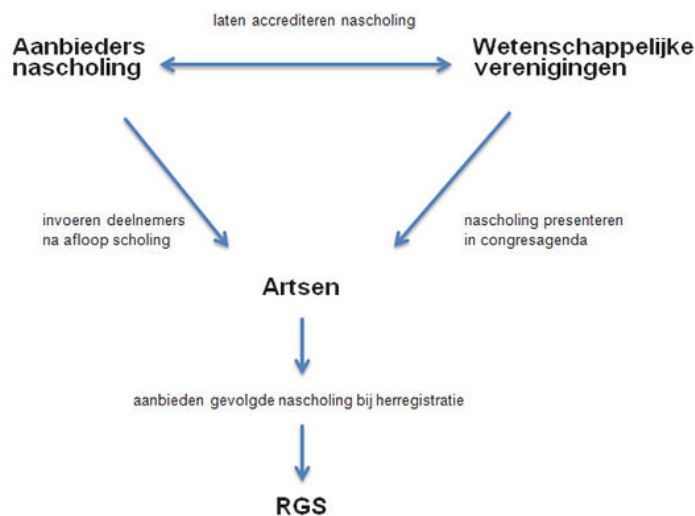 laten accrediteren nascholing
Aanbieders
nascholing
Wetenschappelijke
verenigingen
invoeren deelnemers
na afloop scholing
nascholing presenteren
in congresagenda
Artsen
aanbieden gevolgde nascholing bij herregistratie
RGS